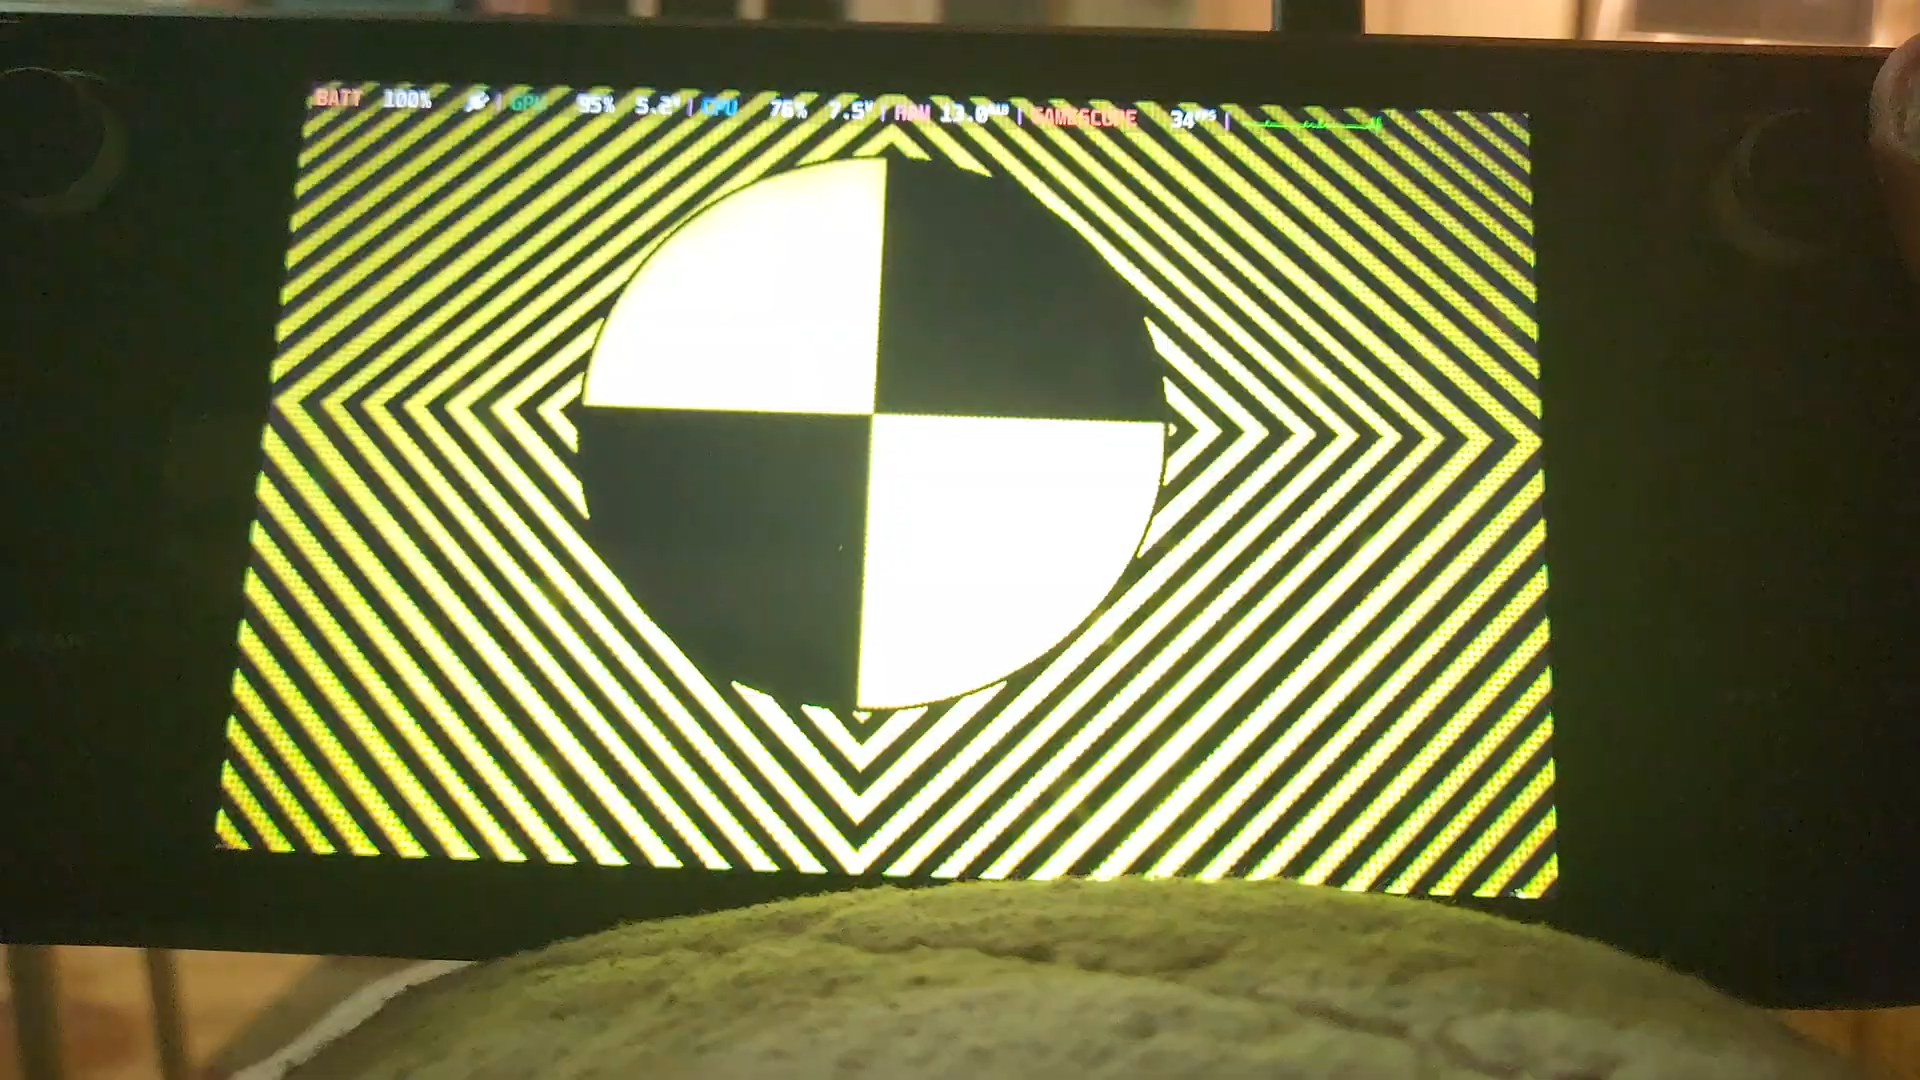 BATT 100% | GPU 95% 5.2W | CPU 76% 7.5W | RAM 13.0GiB | GAMESCOPE 34FPS |